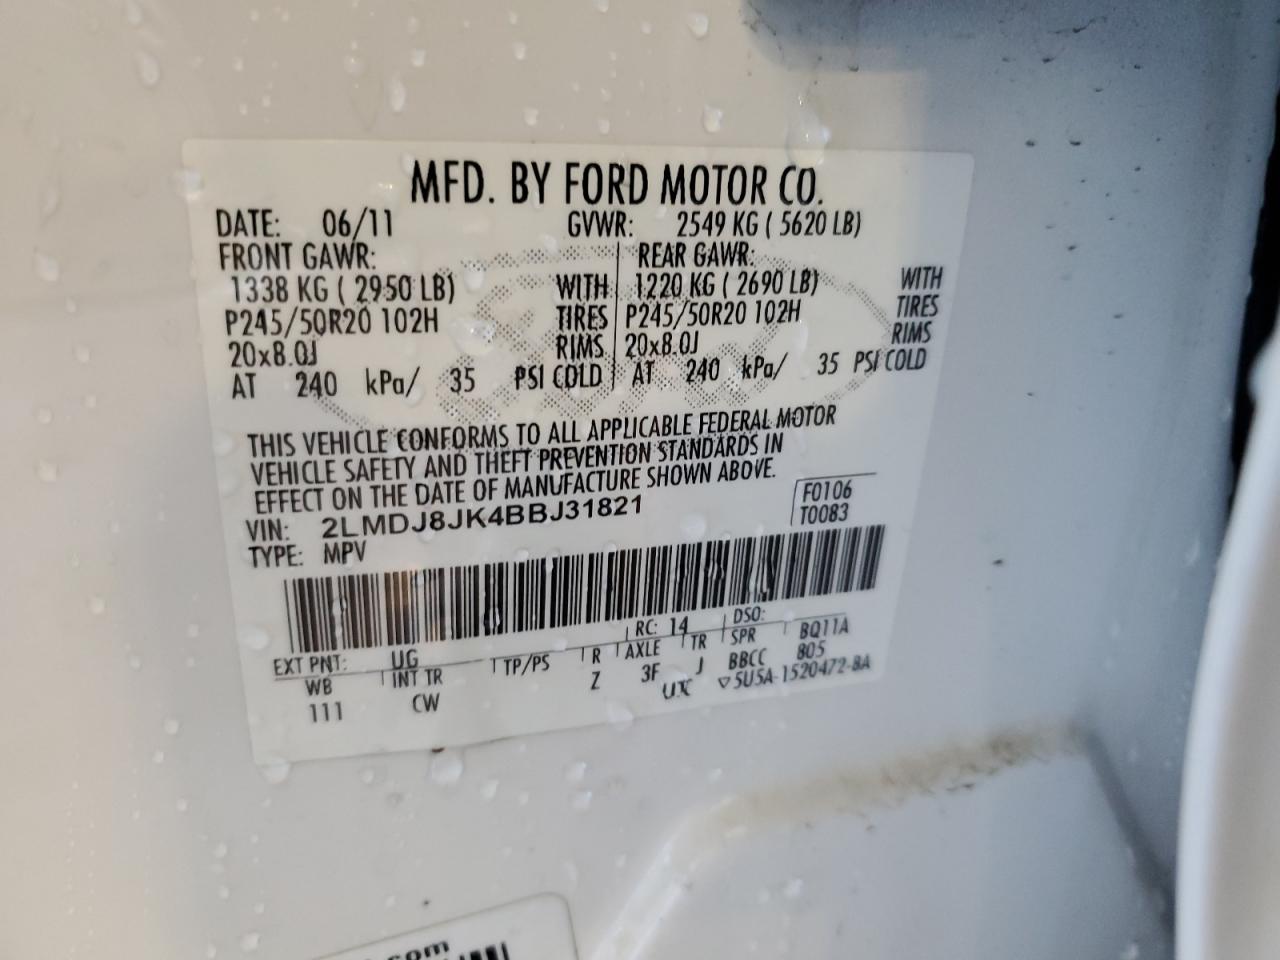 MFD. BY FORD MOTOR CO.
DATE: 06/11 GVWR: 2549 KG ( 5620 LB)
FRONT GAWR: REAR GAWR:
1338 KG ( 2950 LB) WITH 1220 KG ( 2690 LB) WITH
P245/50R20 102H TIRES P245/50R20 102H TIRES
20x8.0J RIMS 20x8.0J RIMS
AT 240 kPa/ 35 PSI COLD AT 240 kPa/ 35 PSI COLD
THIS VEHICLE CONFORMS TO ALL APPLICABLE FEDERAL MOTOR
VEHICLE SAFETY AND THEFT PREVENTION STANDARDS IN
EFFECT ON THE DATE OF MANUFACTURE SHOWN ABOVE.
VIN: 2LMDJ8JK4BBJ31821
F0106
T0083
TYPE: MPV
EXT PNT: UG RC: 14 DSO:
WB INT TR TP/PS R AXLE TR SPR BQ11A
111 CW Z 3F J BBCC 805
UX ▽5U5A-1520472-BA
.com